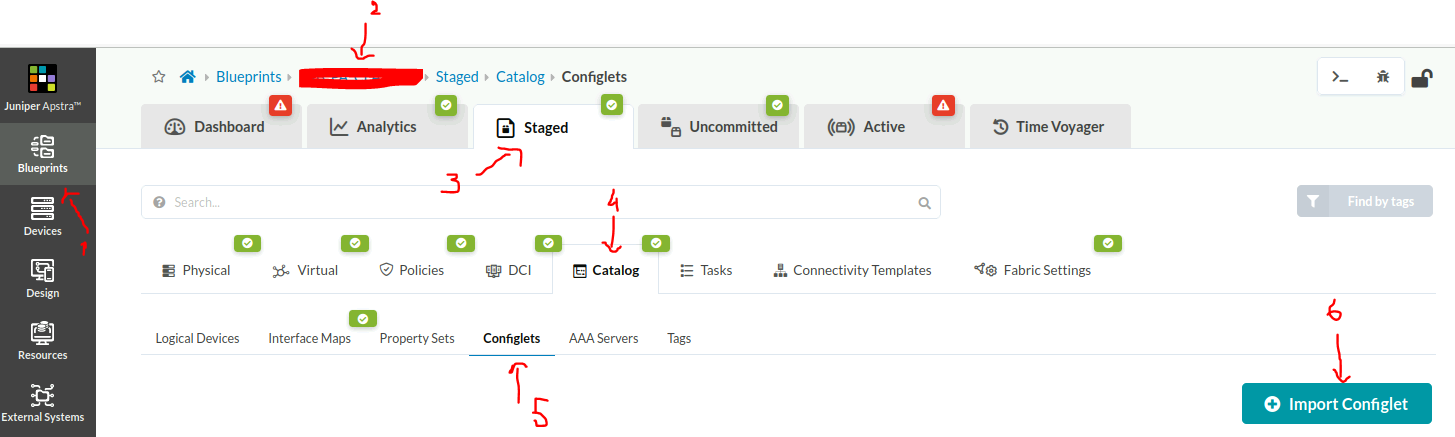 2
Blueprints
Staged
Catalog
Configlets
Juniper Apstra™
Dashboard
Analytics
Staged
Uncommitted
Active
Time Voyager
Blueprints
3
1
Search...
4
Find by tags
Devices
Physical
Virtual
Policies
DCI
Catalog
Tasks
Connectivity Templates
Fabric Settings
Design
6
Logical Devices
Interface Maps
Property Sets
Configlets
AAA Servers
Tags
Resources
5
Import Configlet
External Systems